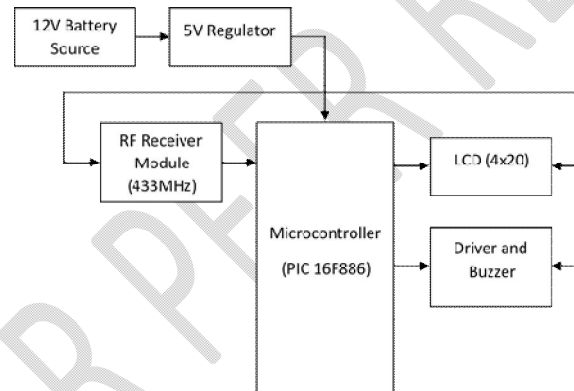 12V Battery
Source
5V Regulator
RF Receiver
Module
(433MHz)
Microcontroller
(PIC 16F886)
LCD (4x20)
Driver and
Buzzer